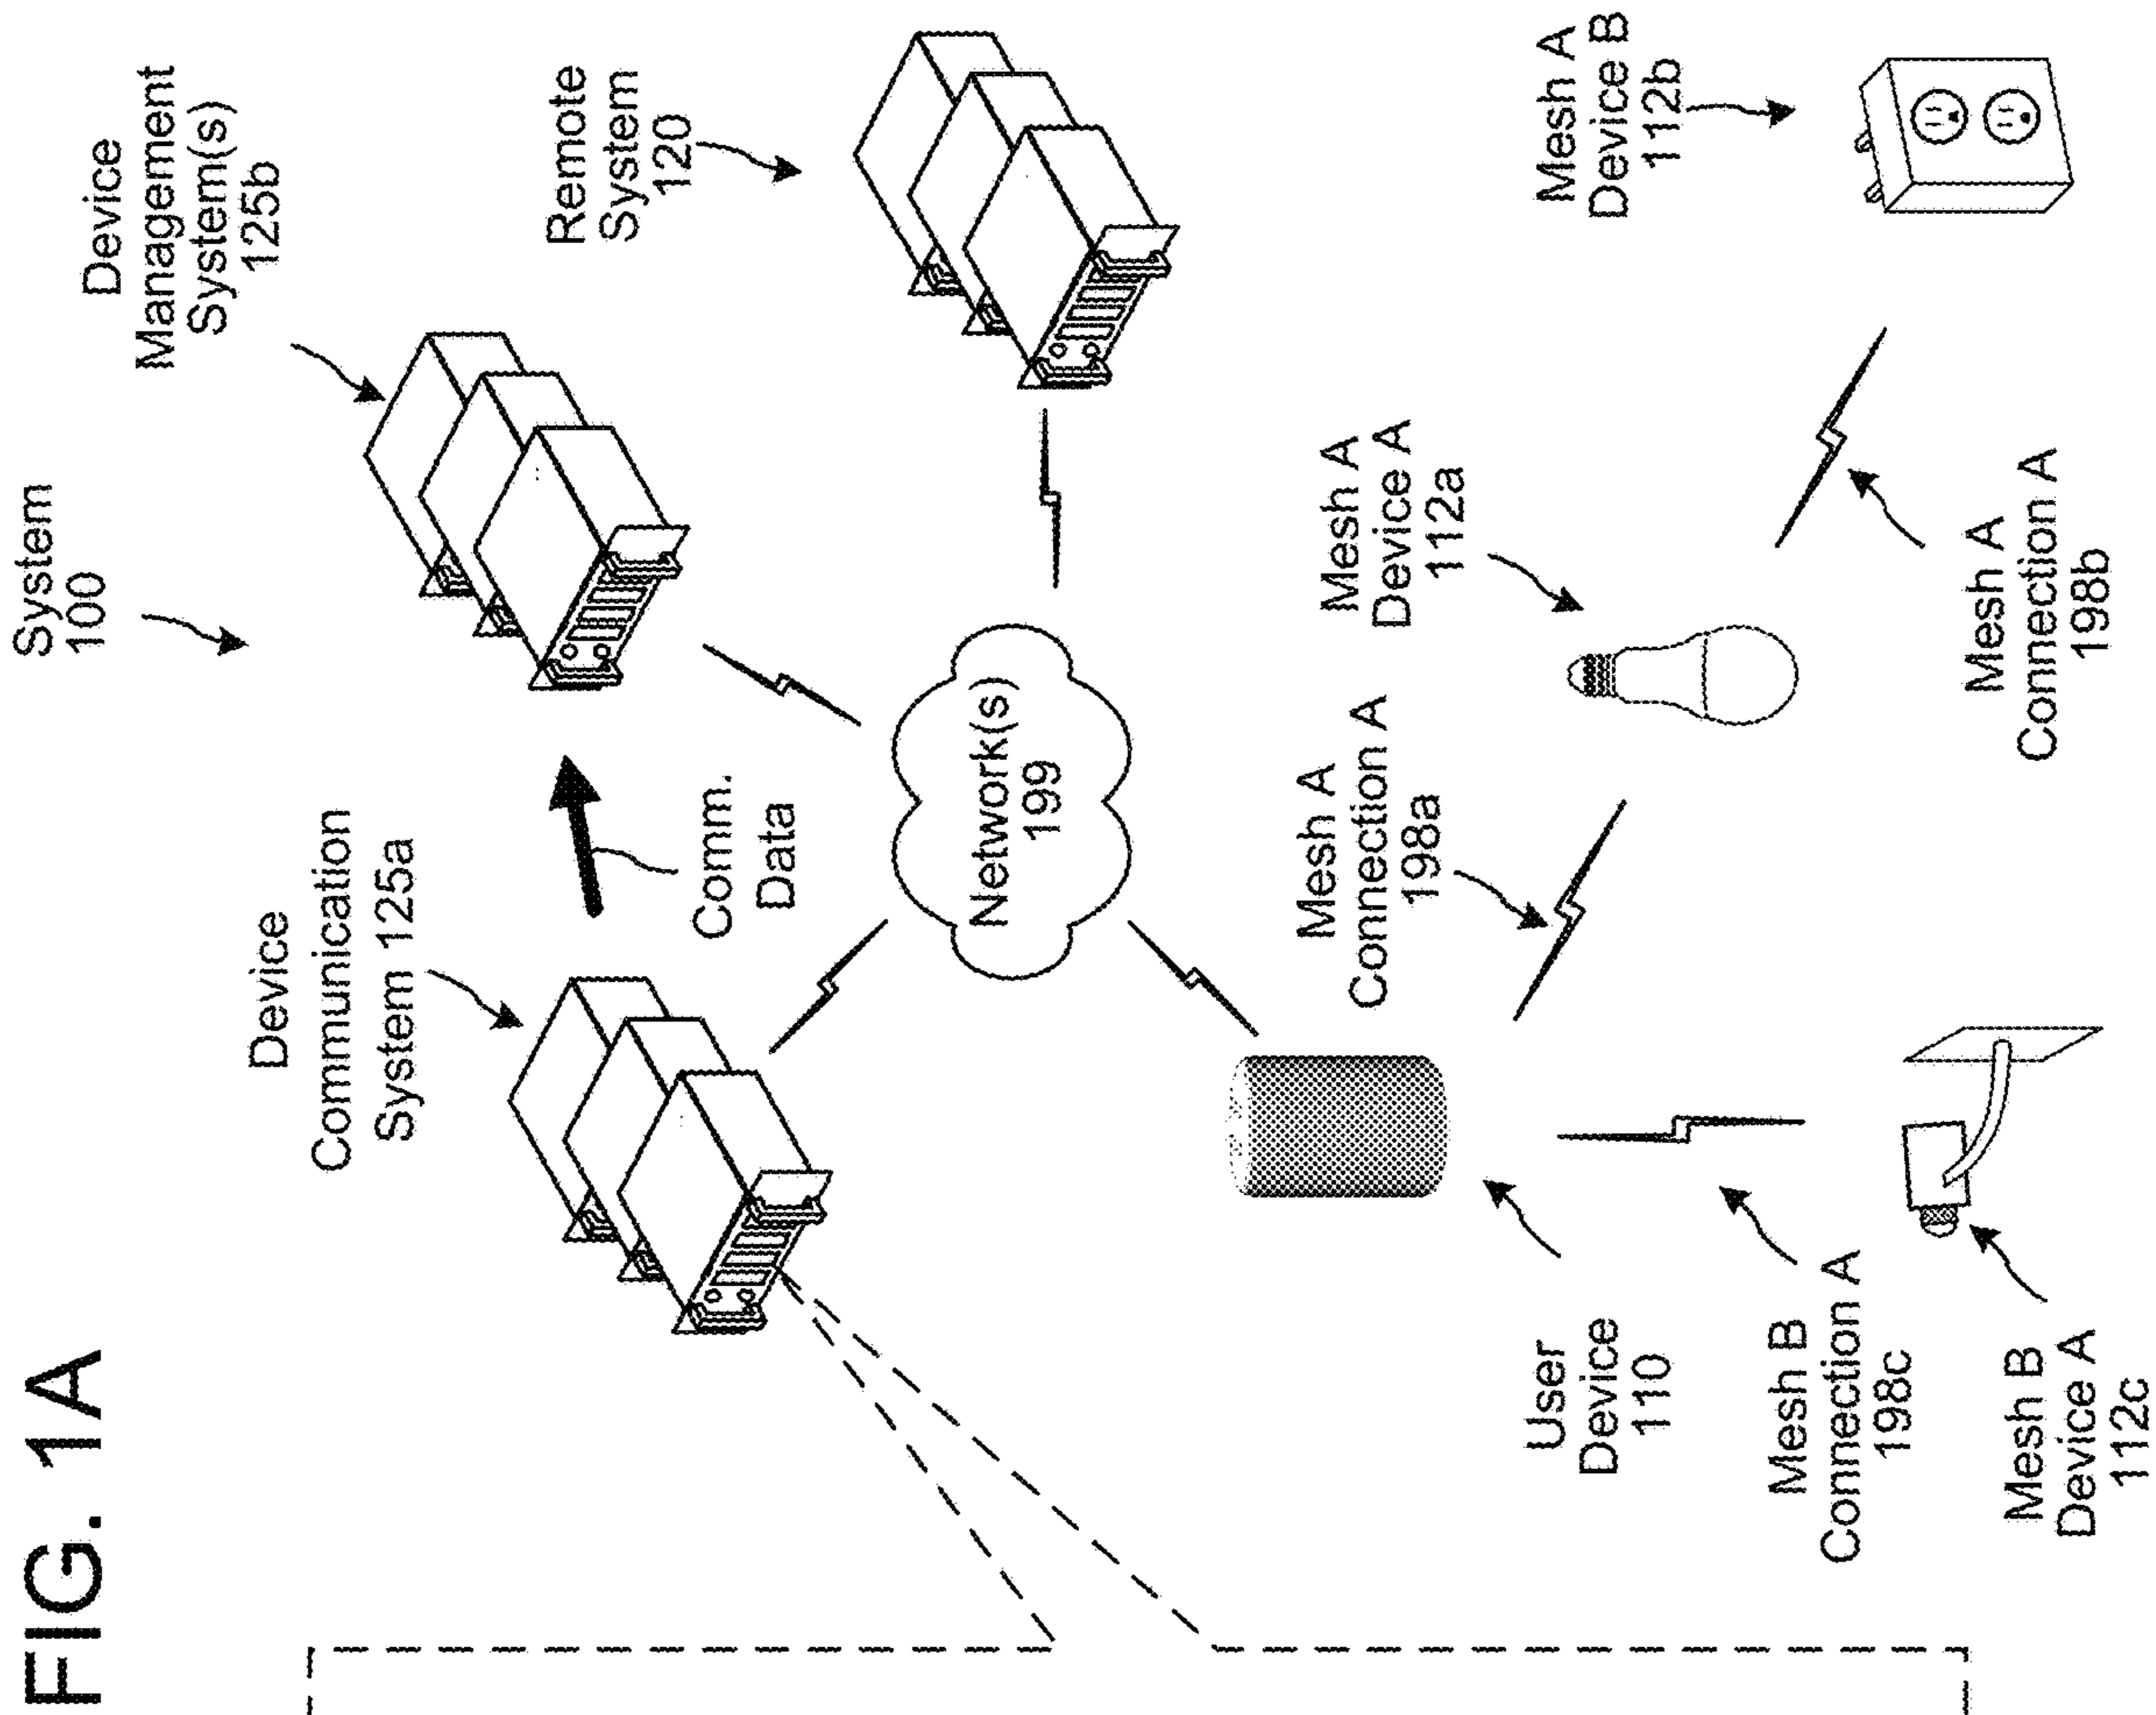 FIG. 1A
System
100
Device
Management
System(s)
125b
Device
Communication
System 125a
Comm.
Data
Remote
System
120
Network(s)
199
Mesh A
Connection A
198a
Mesh A
Device A
112a
Mesh A
Device B
112b
User
Device
110
Mesh B
Connection A
198c
Mesh A
Connection A
198b
Mesh B
Device A
112c